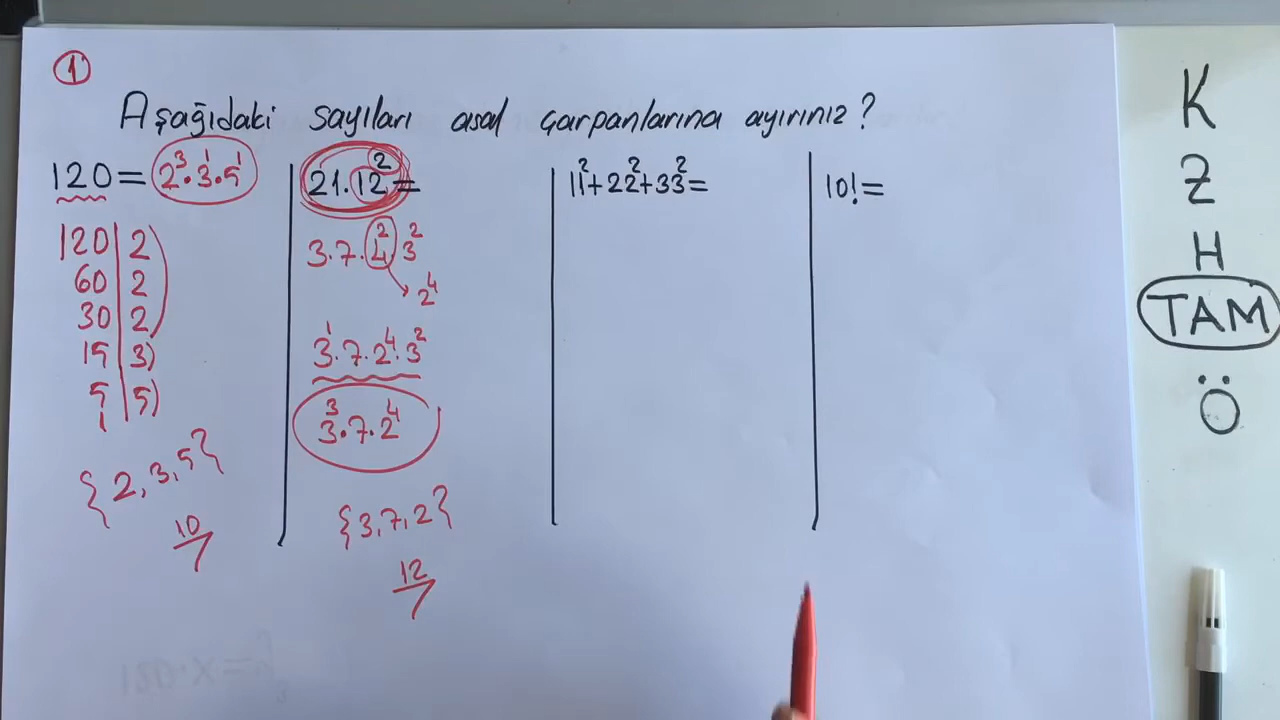 1
Aşağıdaki sayıları asal çarpanlarına ayırınız?
120 = 2³·3¹·5¹
120 | 2
60 | 2
30 | 2
15 | 3
5 | 5
1
{2, 3, 5}
10
21·12² =
3·7·4²·3²
2⁴
3¹·7·2⁴·3²
3³·7·2⁴
{3, 7, 2}
12
11² + 22² + 33² =
10! =
K
Z
H
TAM
Ö